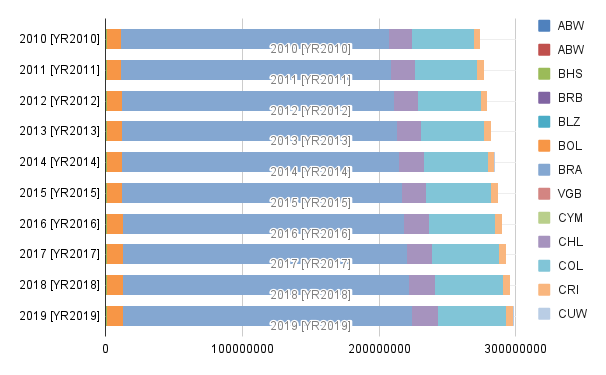 2010 [YR2010]
2010 [YR2010]
2011 [YR2011]
2011 [YR2011]
2012 [YR2012]
2012 [YR2012]
2013 [YR2013]
2013 [YR2013]
2014 [YR2014]
2014 [YR2014]
2015 [YR2015]
2015 [YR2015]
2016 [YR2016]
2016 [YR2016]
2017 [YR2017]
2017 [YR2017]
2018 [YR2018]
2018 [YR2018]
2019 [YR2019]
2019 [YR2019]
0 100000000 200000000 300000000
ABW
ABW
BHS
BRB
BLZ
BOL
BRA
VGB
CYM
CHL
COL
CRI
CUW